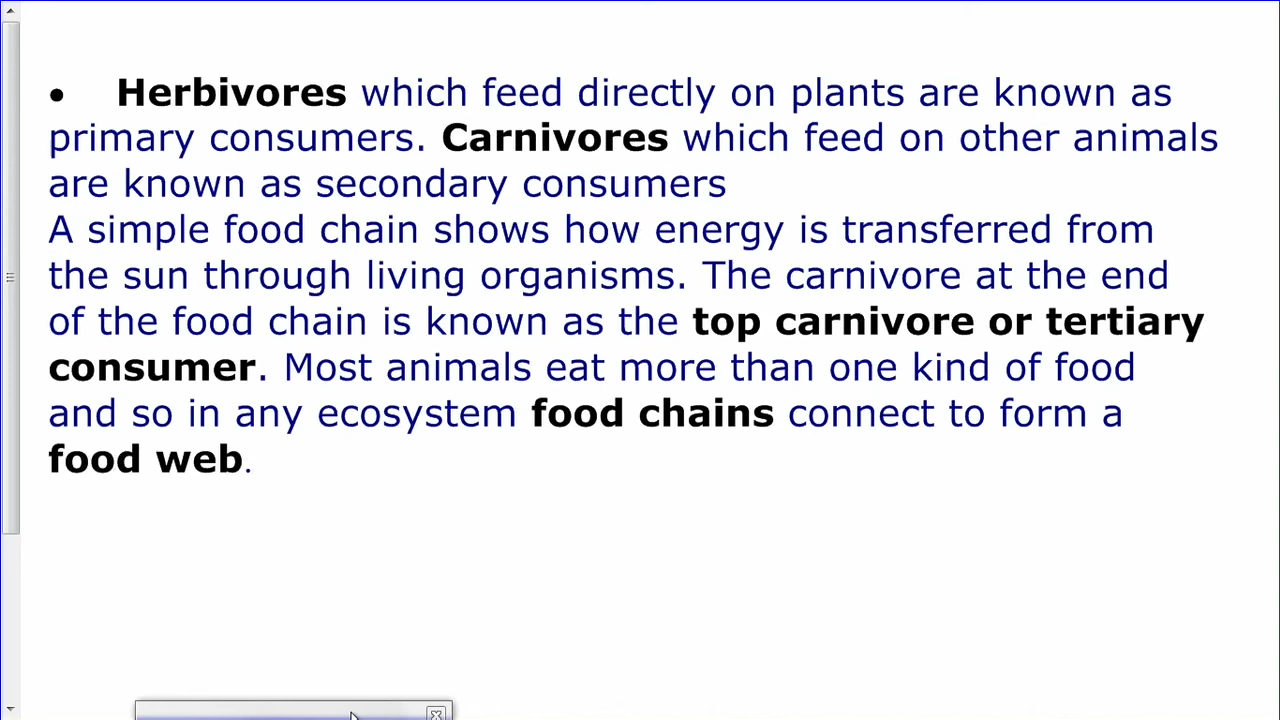 • Herbivores which feed directly on plants are known as
primary consumers. Carnivores which feed on other animals
are known as secondary consumers
A simple food chain shows how energy is transferred from
the sun through living organisms. The carnivore at the end
of the food chain is known as the top carnivore or tertiary
consumer. Most animals eat more than one kind of food
and so in any ecosystem food chains connect to form a
food web.